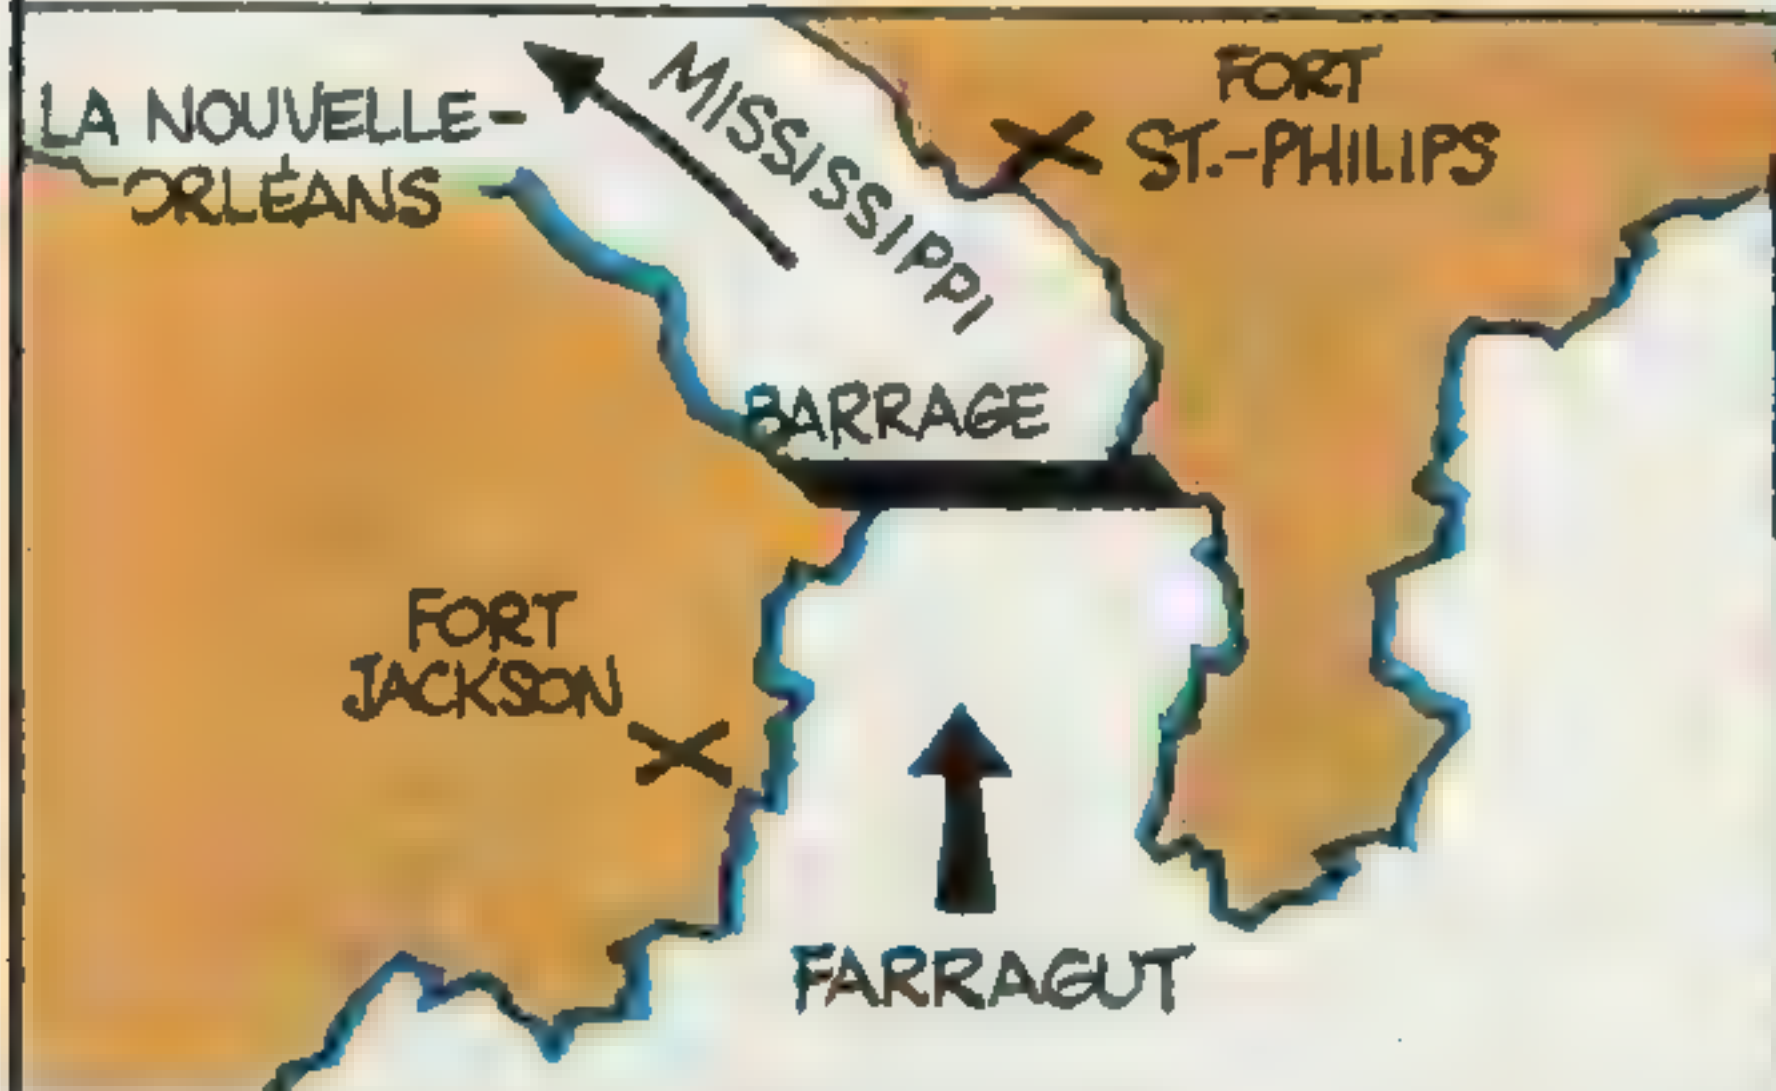 LA NOUVELLE-
ORLÉANS
MISSISSIPPI
FORT
ST.-PHILIPS
BARRAGE
FORT
JACKSON
FARRAGUT